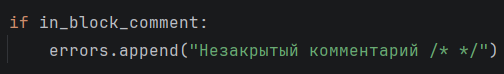 if in_block_comment:
    errors.append("Незакрытый комментарий /* */")